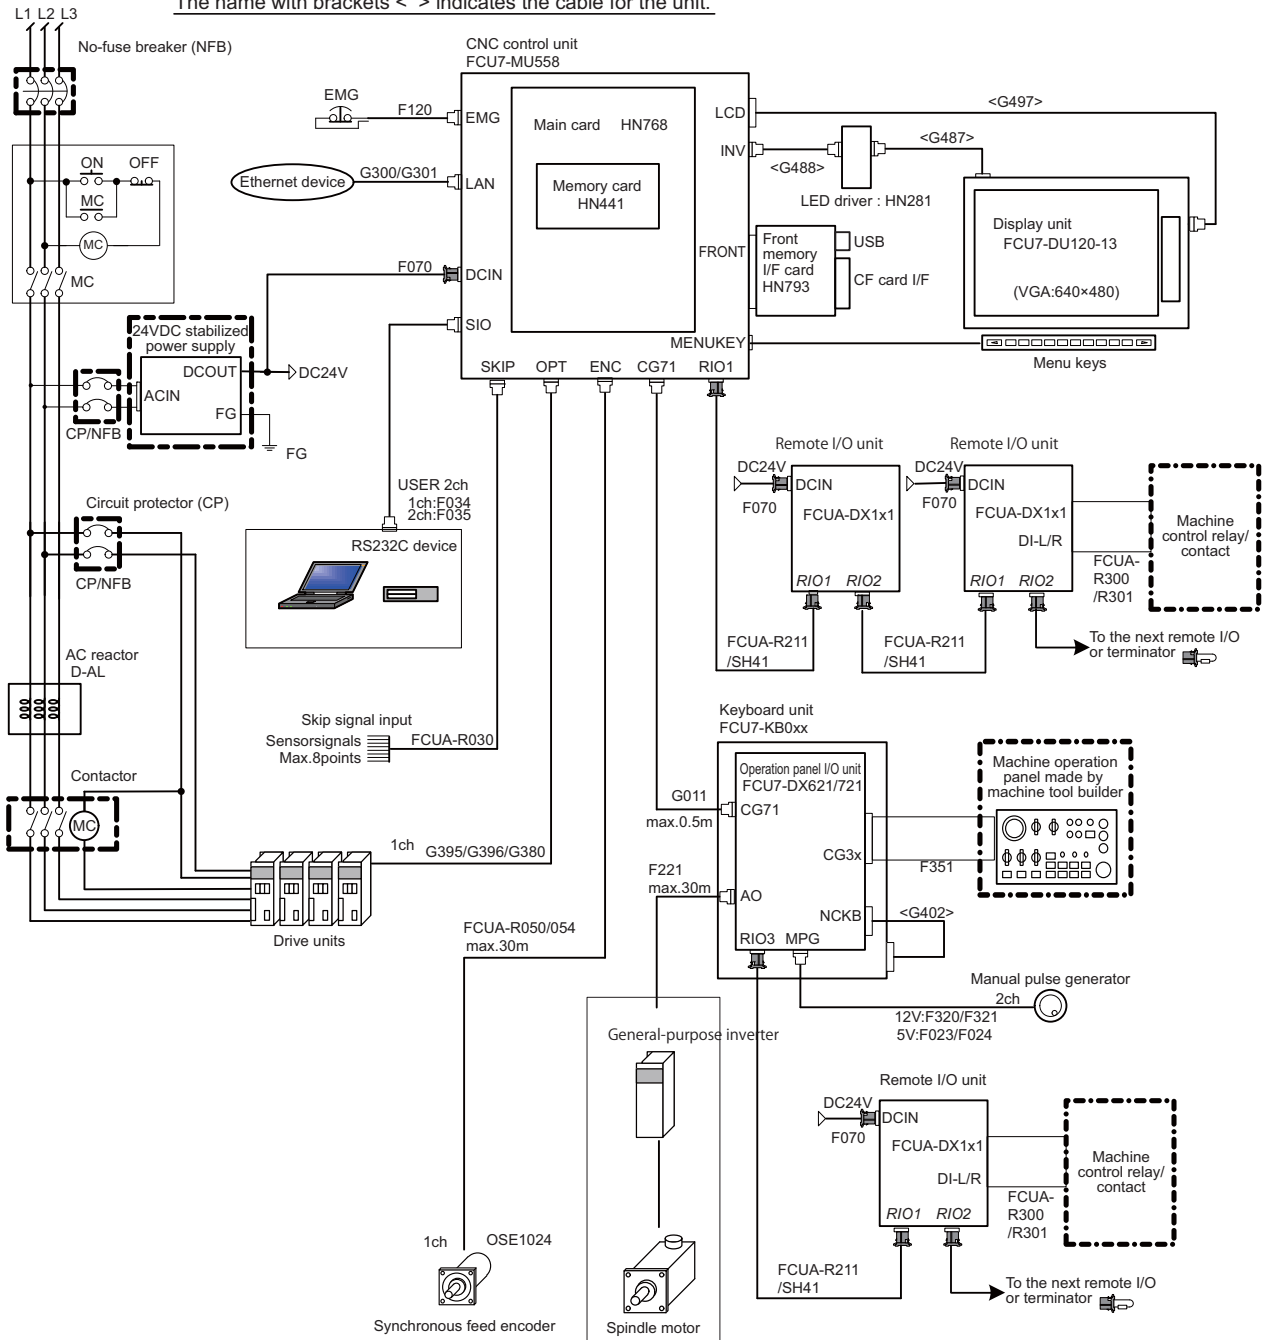 The name with brackets < > indicates the cable for the unit.
L1 L2 L3
No-fuse breaker (NFB)
CNC control unit
FCU7-MU558
EMG
F120
EMG
Main card HN768
LCD
<G497>
INV
<G488>
<G487>
LED driver : HN281
Ethernet device
G300/G301
LAN
Memory card
HN441
ON
OFF
MC
MC
MC
Display unit
FCU7-DU120-13
(VGA:640×480)
FRONT
Front
memory
I/F card
HN793
USB
CF card I/F
F070
DCIN
SIO
MENUKEY
Menu keys
SKIP
OPT
ENC
CG71
RIO1
24VDC stabilized
power supply
DCOUT
DC24V
ACIN
FG
FG
CP/NFB
Circuit protector (CP)
CP/NFB
USER 2ch
1ch:F034
2ch:F035
RS232C device
Remote I/O unit
DC24V
DCIN
F070
FCUA-DX1x1
RIO1 RIO2
Remote I/O unit
DC24V
DCIN
F070
FCUA-DX1x1
DI-L/R
RIO1 RIO2
FCUA-
R300
/R301
Machine
control relay/
contact
FCUA-R211
/SH41
FCUA-R211
/SH41
To the next remote I/O
or terminator
AC reactor
D-AL
Skip signal input
Sensorsignals
Max.8points
FCUA-R030
Contactor
MC
1ch
G395/G396/G380
Drive units
Keyboard unit
FCU7-KB0xx
Operation panel I/O unit
FCU7-DX621/721
G011
max.0.5m
CG71
CG3x
F351
Machine operation
panel made by
machine tool builder
F221
max.30m
AO
NCKB
<G402>
RIO3 MPG
FCUA-R050/054
max.30m
Manual pulse generator
2ch
12V:F320/F321
5V:F023/F024
General-purpose inverter
Remote I/O unit
DC24V
DCIN
F070
FCUA-DX1x1
DI-L/R
RIO1 RIO2
FCUA-
R300
/R301
Machine
control relay/
contact
FCUA-R211
/SH41
To the next remote I/O
or terminator
1ch
OSE1024
Synchronous feed encoder
Spindle motor